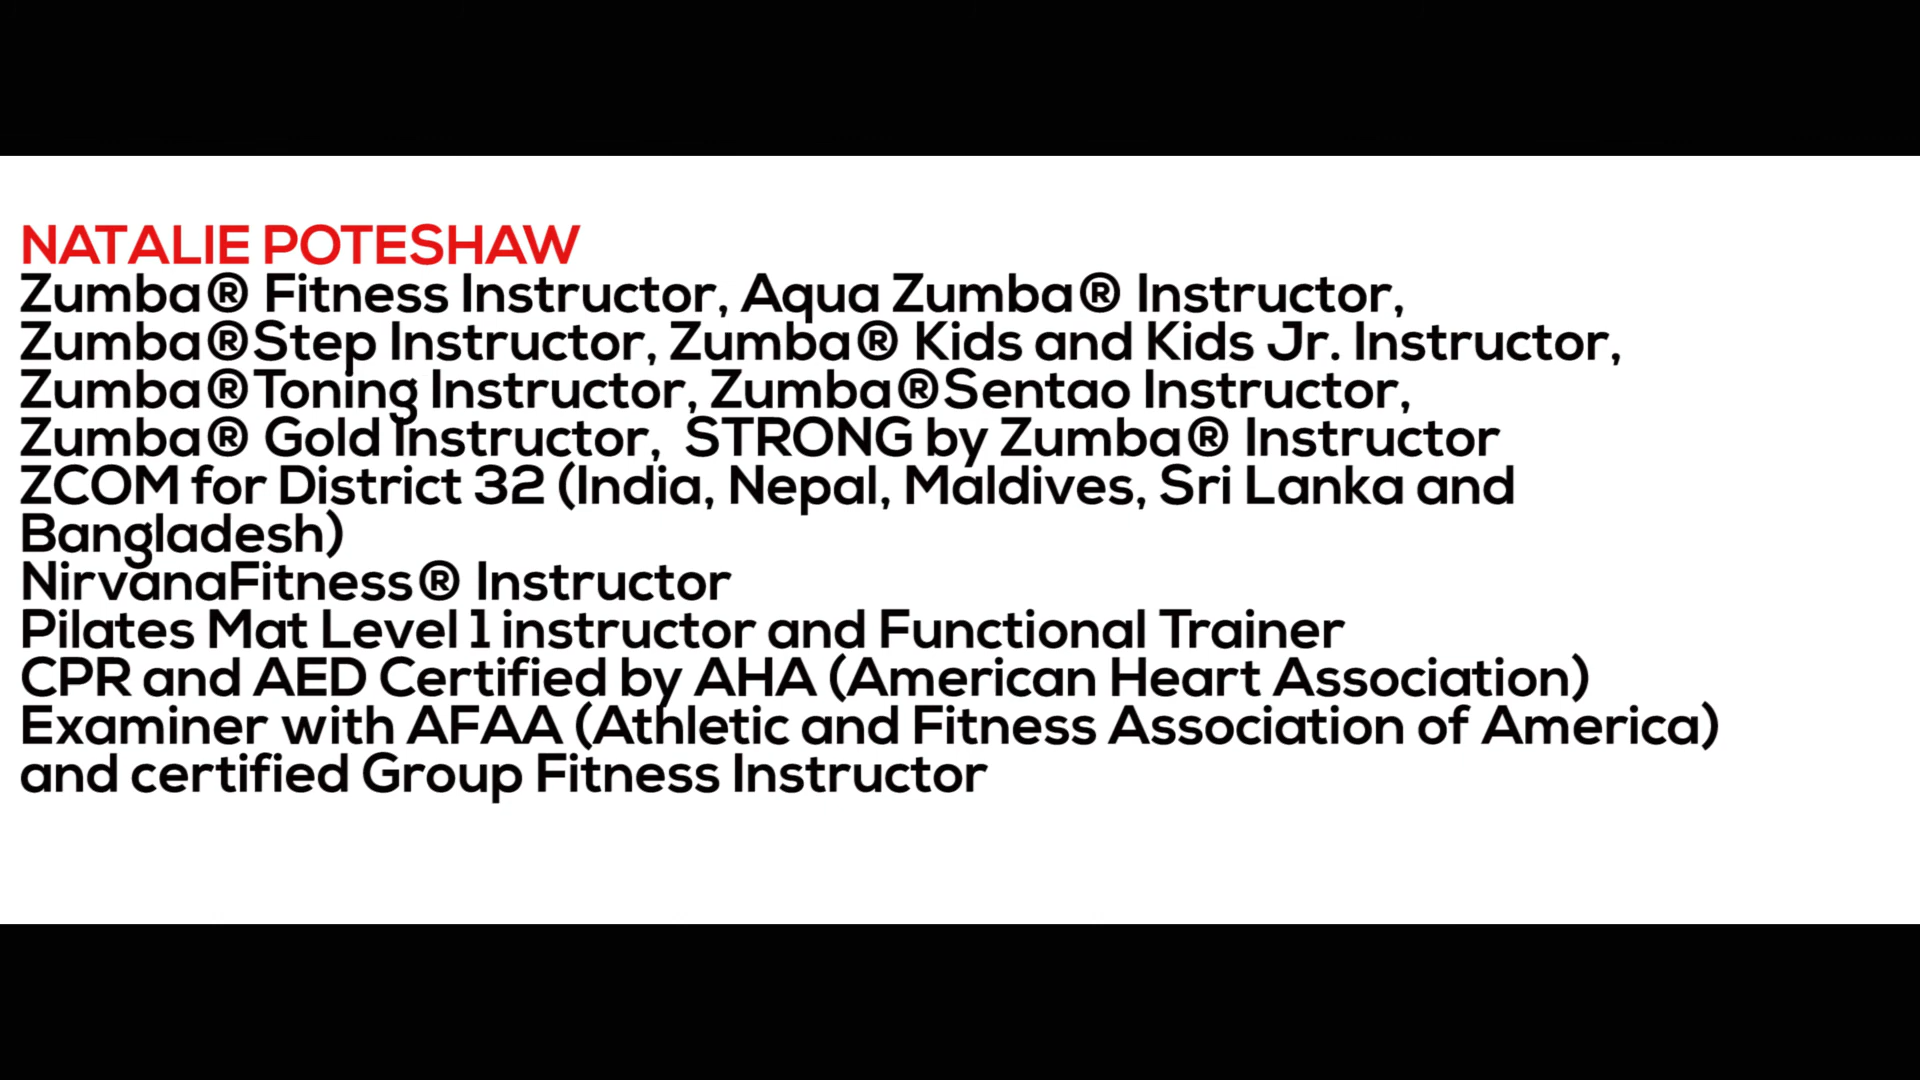 NATALIE POTESHAW
Zumba® Fitness Instructor, Aqua Zumba® Instructor,
Zumba®Step Instructor, Zumba® Kids and Kids Jr. Instructor,
Zumba®Toning Instructor, Zumba®Sentao Instructor,
Zumba® Gold Instructor,  STRONG by Zumba® Instructor
ZCOM for District 32 (India, Nepal, Maldives, Sri Lanka and
Bangladesh)
NirvanaFitness® Instructor
Pilates Mat Level 1 instructor and Functional Trainer
CPR and AED Certified by AHA (American Heart Association)
Examiner with AFAA (Athletic and Fitness Association of America)
and certified Group Fitness Instructor